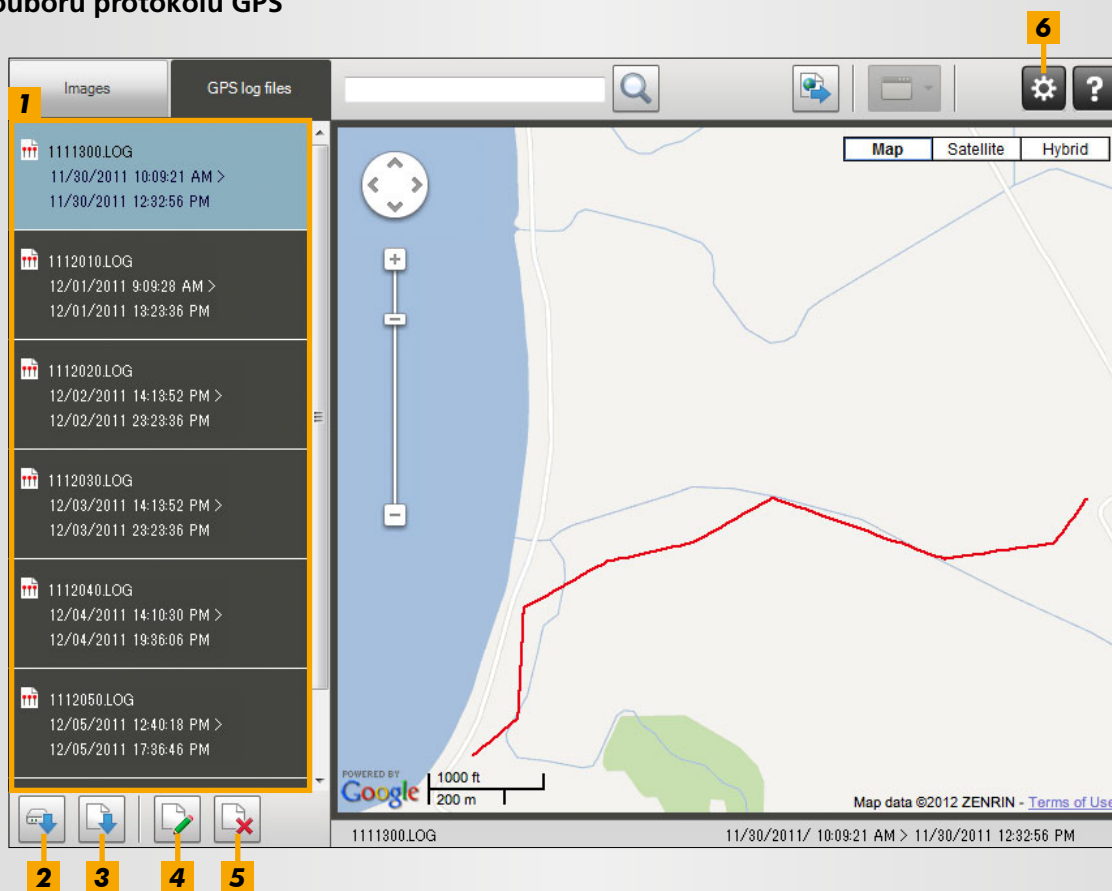 ouboru protokolu GPS
6
Images
GPS log files
?
1
1111300.LOG
11/30/2011 10:09:21 AM >
11/30/2011 12:32:56 PM
1112010.LOG
12/01/2011 9:09:28 AM >
12/01/2011 13:23:36 PM
1112020.LOG
12/02/2011 14:13:52 PM >
12/02/2011 23:23:36 PM
1112030.LOG
12/03/2011 14:13:52 PM >
12/03/2011 23:23:36 PM
1112040.LOG
12/04/2011 14:10:30 PM >
12/04/2011 19:36:06 PM
1112050.LOG
12/05/2011 12:40:18 PM >
12/05/2011 17:36:46 PM
Map Satellite Hybrid
POWERED BY
Google
1000 ft
200 m
Map data ©2012 ZENRIN - Terms of Use
1111300.LOG 11/30/2011/ 10:09:21 AM > 11/30/2011 12:32:56 PM
2 3 4 5